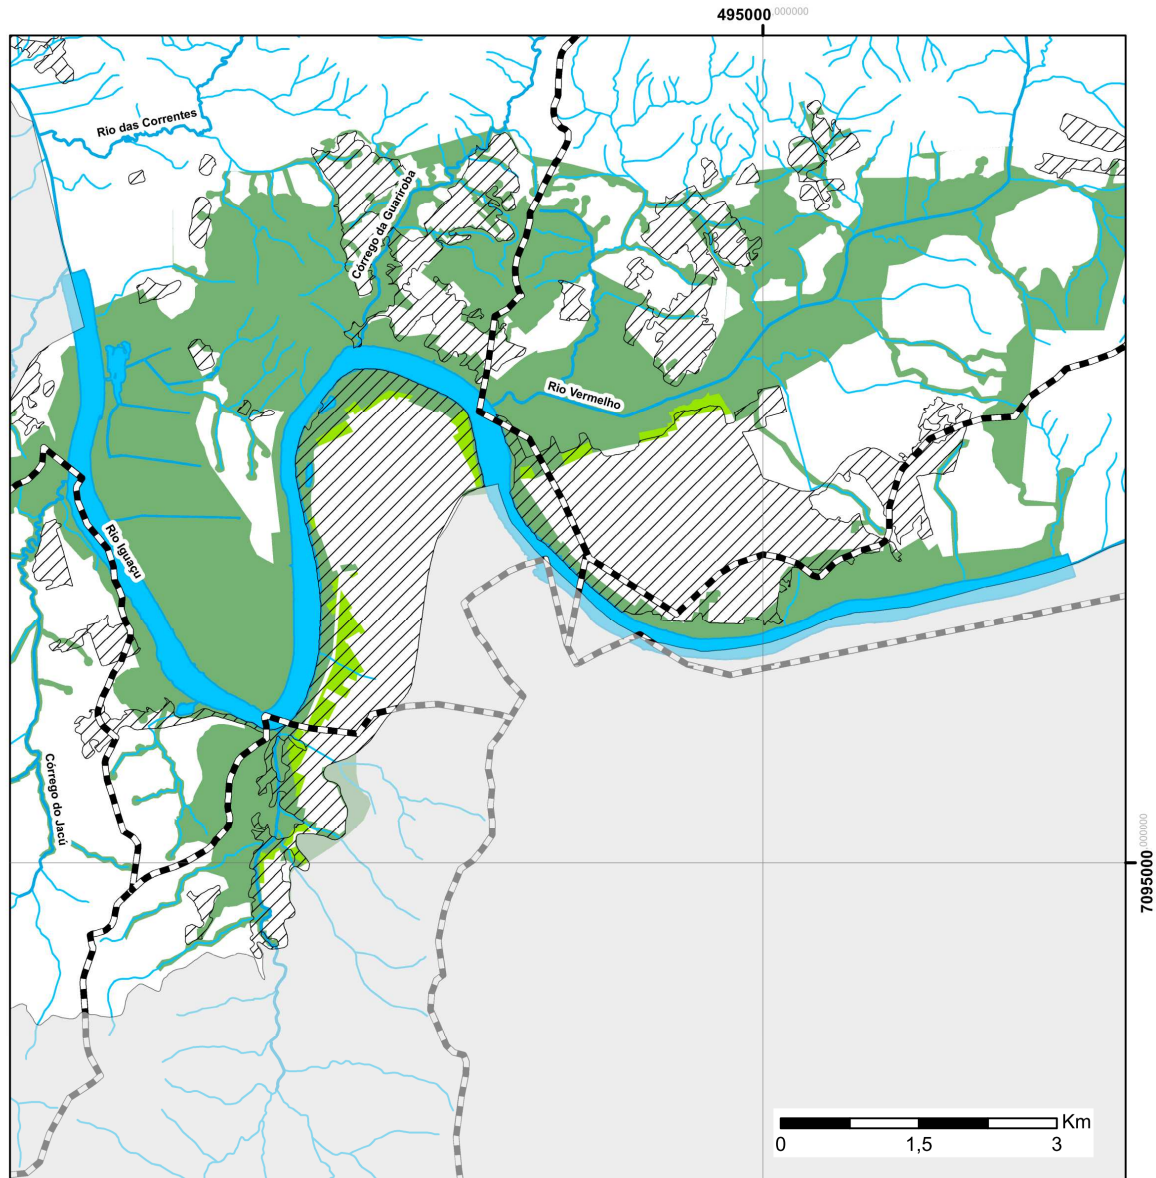 495000,000000
Rio das Correntes
Córrego da Guariroba
Rio Vermelho
Rio Iguaçu
Córrego do Jacú
7095000,000000
Km
0 1,5 3